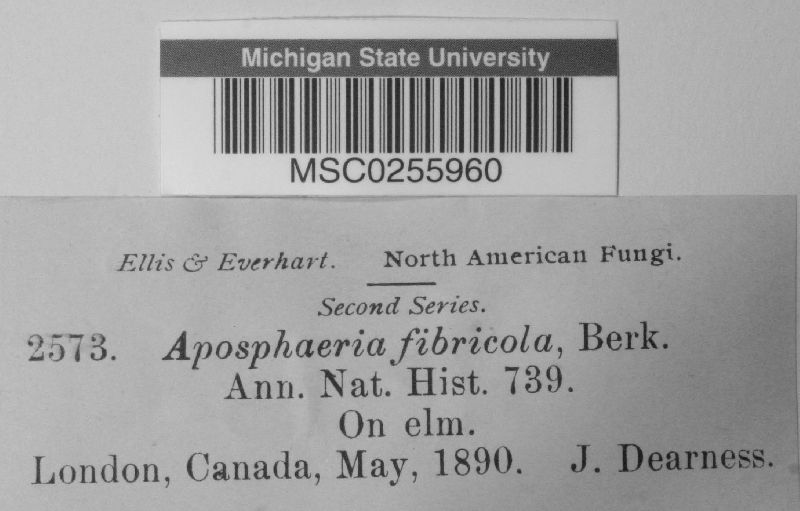 Michigan State University
MSC0255960
Ellis & Everhart. North American Fungi.
Second Series.
2573. Aposphaeria fibricola, Berk.
Ann. Nat. Hist. 739.
On elm.
London, Canada, May, 1890. J. Dearness.